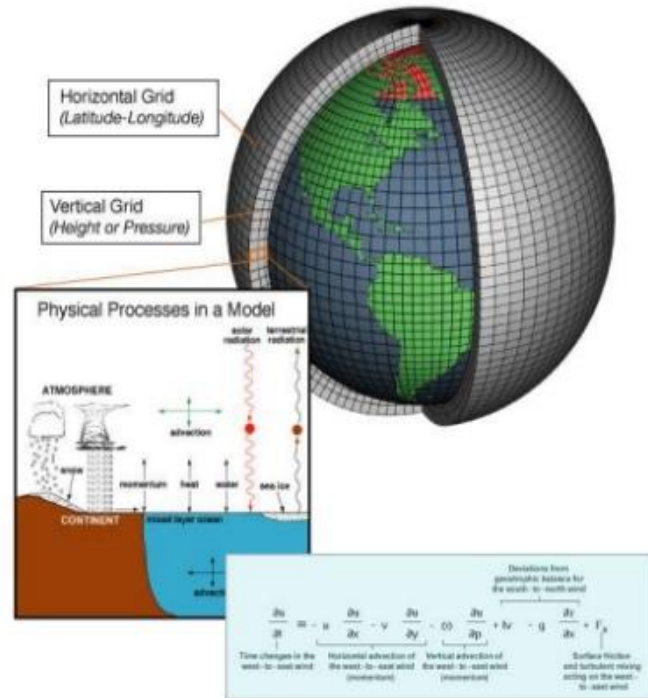 Horizontal Grid
(Latitude-Longitude)
Vertical Grid
(Height or Pressure)
Physical Processes in a Model
solar
radiation
terrestrial
radiation
ATMOSPHERE
advection
snow
momentum
heat
water
sea ice
CONTINENT
mixed layer ocean
advection
Deviations from
geostrophic balance for
the south-to-north wind
∂u/∂t = - u ∂u/∂x - v ∂u/∂y - ω ∂u/∂p + fv - g ∂z/∂x + Fₓ
Time changes in the
west-to-east wind
Horizontal advection of
the west-to-east wind
(momentum)
Vertical advection of
the west-to-east wind
(momentum)
Surface friction
and turbulent mixing
acting on the west-
to-east wind